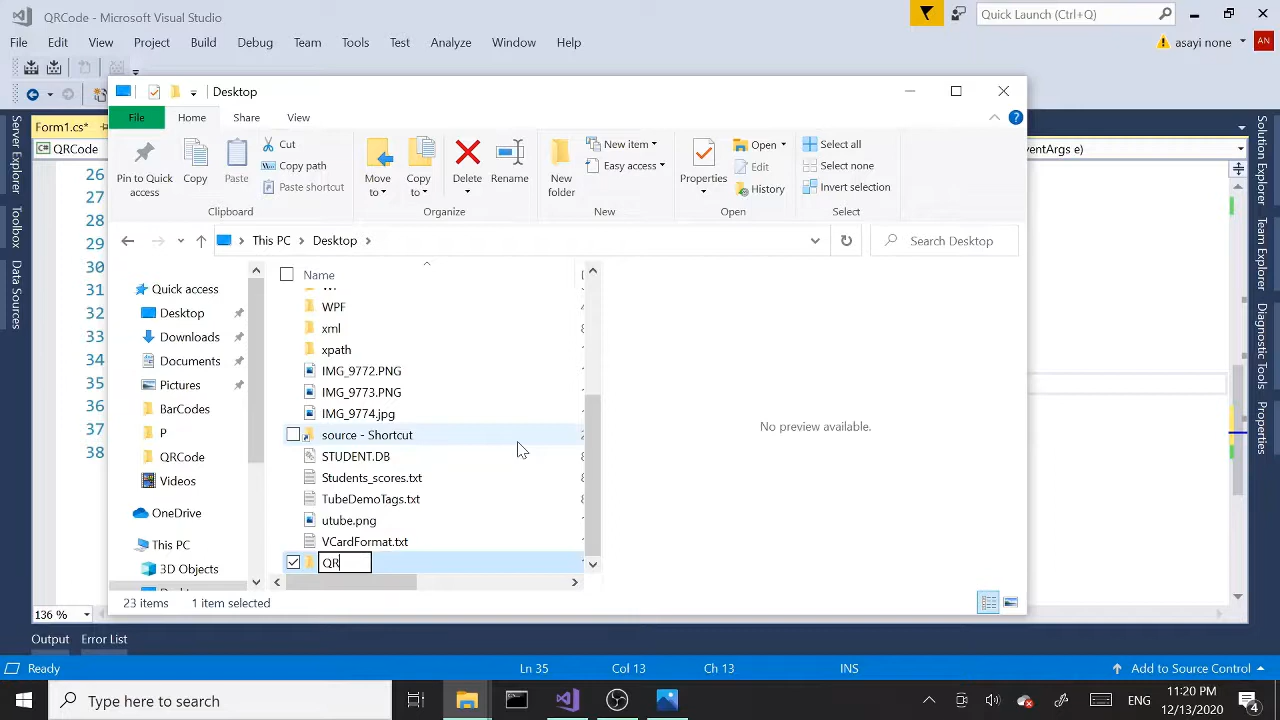 QRCode - Microsoft Visual Studio
Quick Launch (Ctrl+Q)
File Edit View Project Build Debug Team Tools Test Analyze Window Help
asayi none AN
Desktop
File Home Share View
Pin to Quick access
Copy
Paste
Cut
Copy path
Paste shortcut
Clipboard
Move to
Copy to
Delete
Rename
Organize
New folder
New item
Easy access
New
Properties
Open
Edit
History
Open
Select all
Select none
Invert selection
Select
Form1.cs*
QRCode
ventArgs e)
This PC Desktop
Search Desktop
Server Explorer
Toolbox
Data Sources
26
27
28
29
30
31
32
33
34
35
36
37
38
Quick access
Desktop
Downloads
Documents
Pictures
BarCodes
P
QRCode
Videos
OneDrive
This PC
3D Objects
Name
WPF
xml
xpath
IMG_9772.PNG
IMG_9773.PNG
IMG_9774.jpg
source - Shortcut
STUDENT.DB
Students_scores.txt
TubeDemoTags.txt
utube.png
VCardFormat.txt
QR
No preview available.
Solution Explorer
Team Explorer
Diagnostic Tools
Properties
23 items 1 item selected
136 %
Output Error List
Ready Ln 35 Col 13 Ch 13 INS Add to Source Control
Type here to search
ENG
11:20 PM
12/13/2020
4